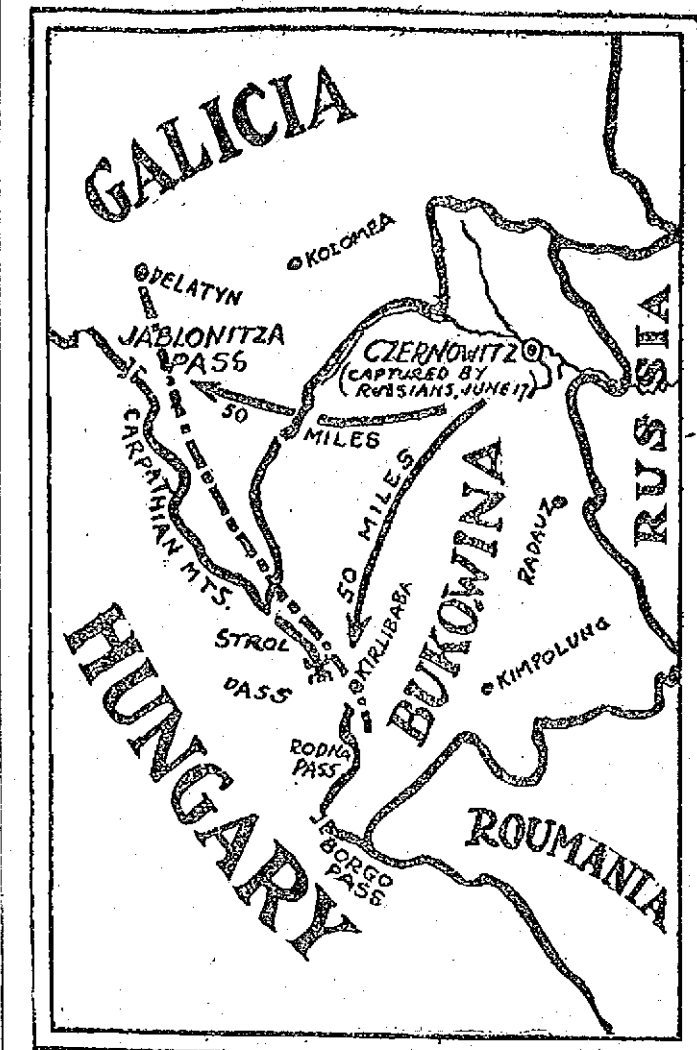 GALICIA
KOLOMEA
DELATYN
JABLONITZA
PASS
CZERNOWITZ
(CAPTURED BY
RUSSIANS, JUNE 17)
50
MILES
50 MILES
CARPATHIAN MTS.
RUSSIA
RADAUZ
BUKOWINA
STROL
PASS
KIRLIBABA
KIMPOLUNG
HUNGARY
RODNA
PASS
BORGO
PASS
ROUMANIA